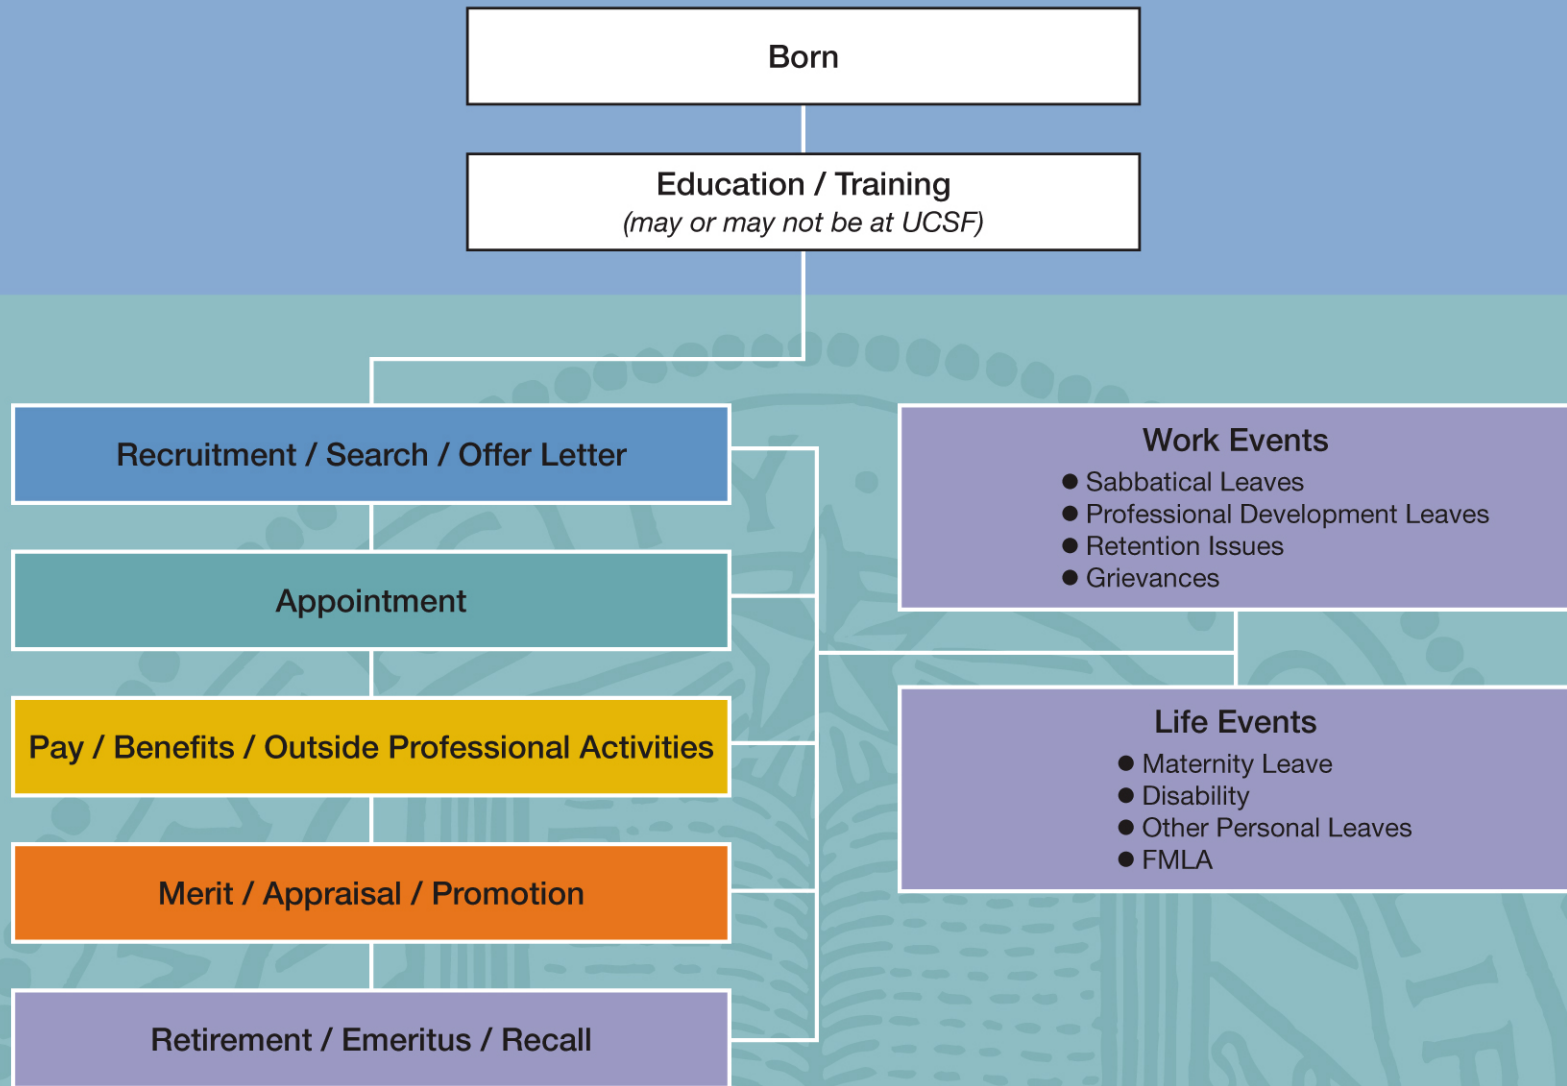 Born
Education / Training
(may or may not be at UCSF)
Recruitment / Search / Offer Letter
Appointment
Pay / Benefits / Outside Professional Activities
Merit / Appraisal / Promotion
Retirement / Emeritus / Recall
Work Events
● Sabbatical Leaves
● Professional Development Leaves
● Retention Issues
● Grievances
Life Events
● Maternity Leave
● Disability
● Other Personal Leaves
● FMLA